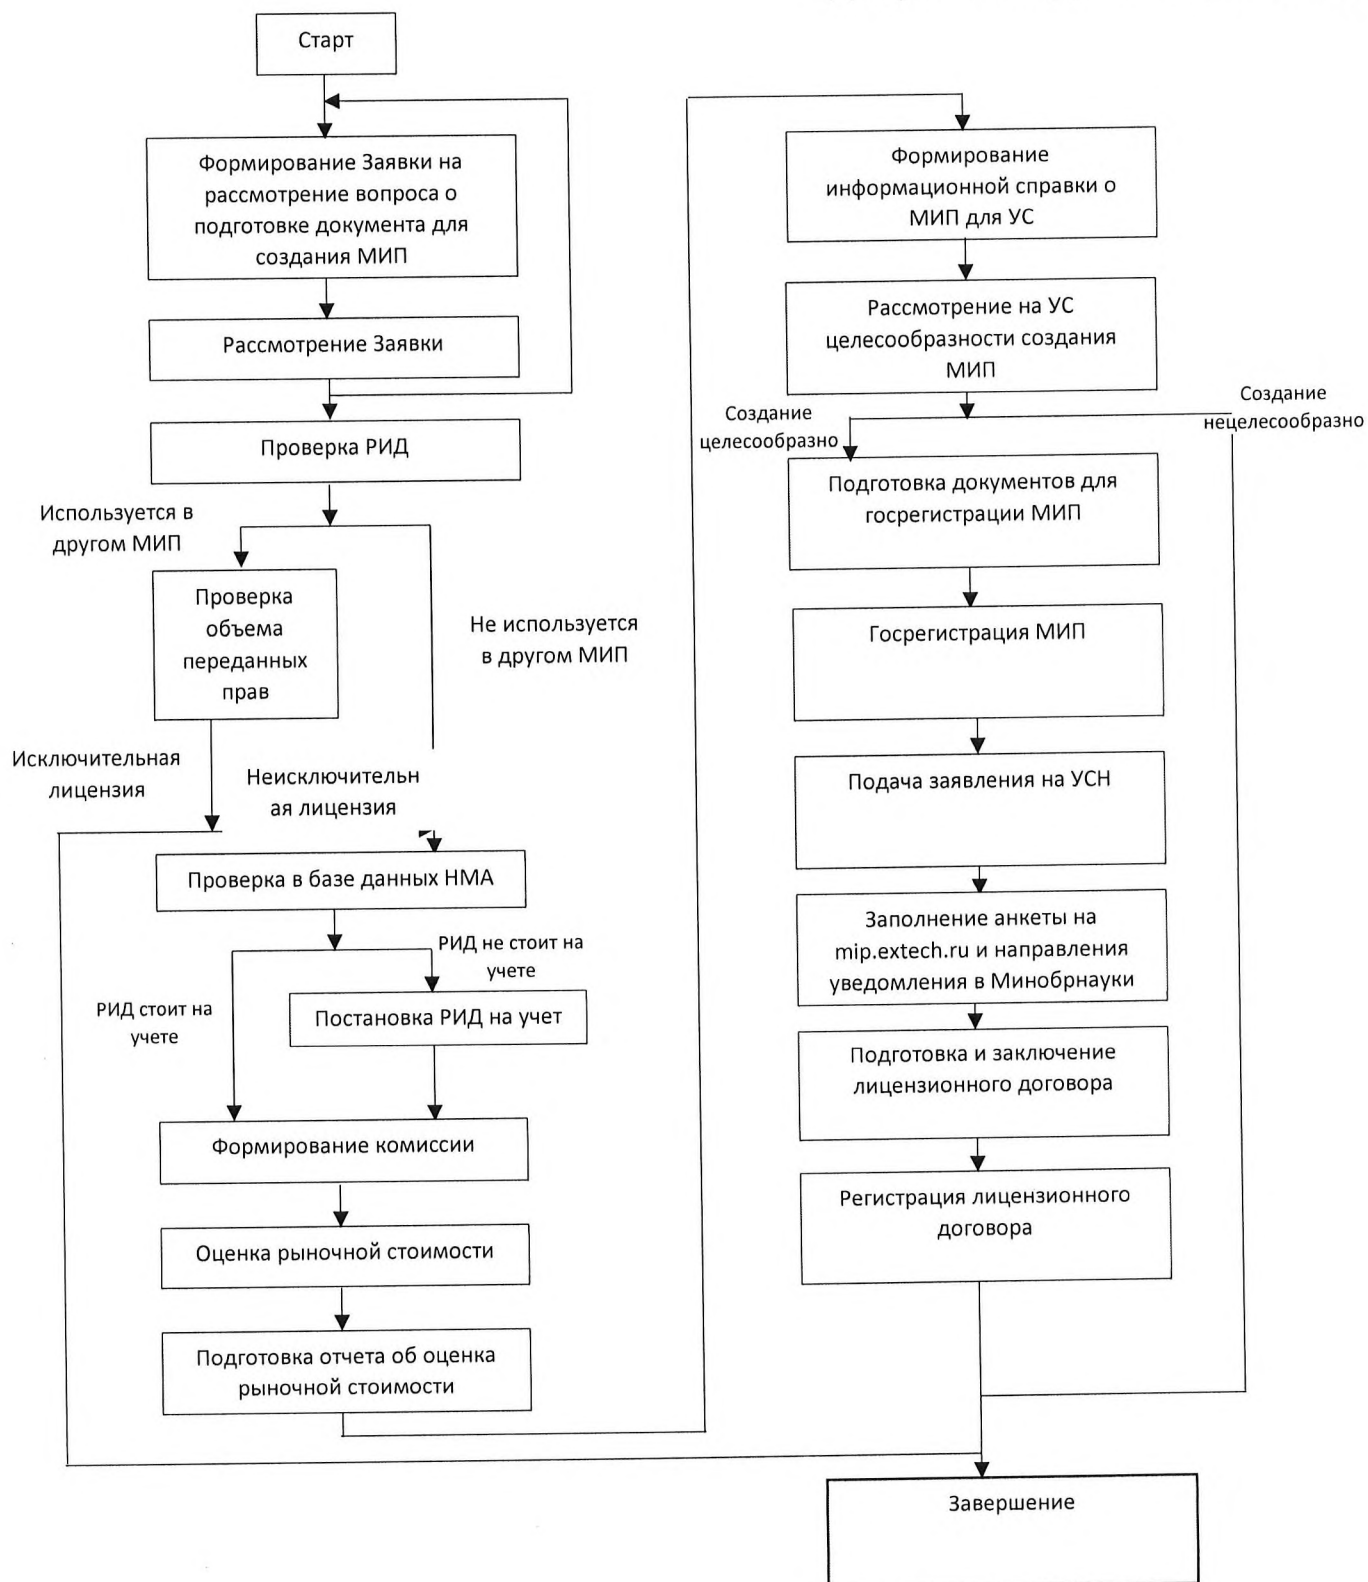 Старт
Формирование Заявки на
рассмотрение вопроса о
подготовке документа для
создания МИП
Рассмотрение Заявки
Проверка РИД
Используется в
другом МИП
Проверка
объема
переданных
прав
Не используется
в другом МИП
Исключительная
лицензия
Неисключительн
ая лицензия
Проверка в базе данных НМА
РИД не стоит на
учете
РИД стоит на
учете
Постановка РИД на учет
Формирование комиссии
Оценка рыночной стоимости
Подготовка отчета об оценка
рыночной стоимости
Формирование
информационной справки о
МИП для УС
Рассмотрение на УС
целесообразности создания
МИП
Создание
целесообразно
Создание
нецелесообразно
Подготовка документов для
госрегистрации МИП
Госрегистрация МИП
Подача заявления на УСН
Заполнение анкеты на
mip.extech.ru и направления
уведомления в Минобрнауки
Подготовка и заключение
лицензионного договора
Регистрация лицензионного
договора
Завершение